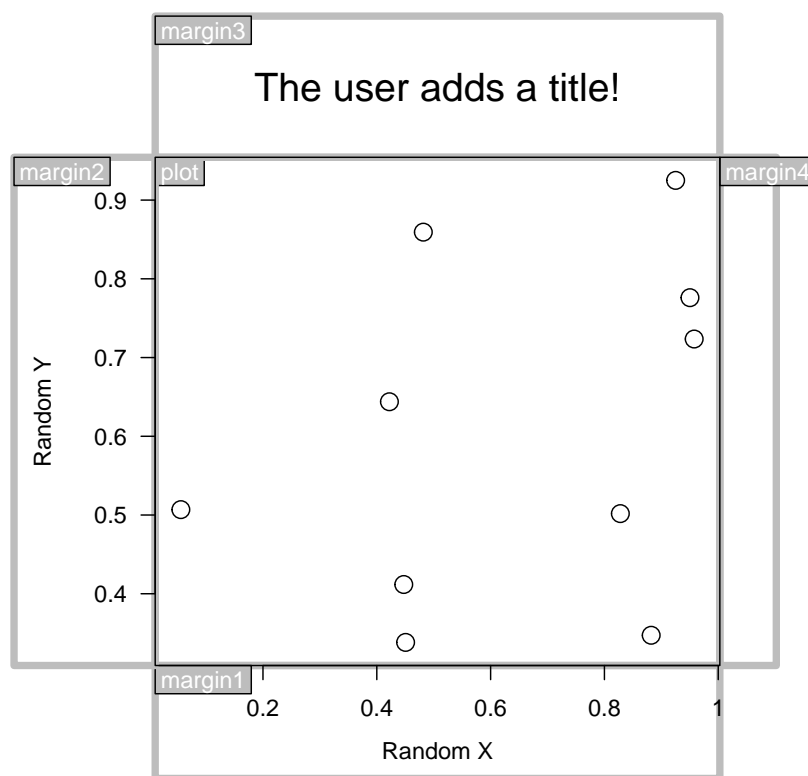 margin3
The user adds a title!
margin2
plot
margin4
0.9
0.8
0.7
0.6
0.5
0.4
Random Y
margin1
0.2 0.4 0.6 0.8 1
Random X